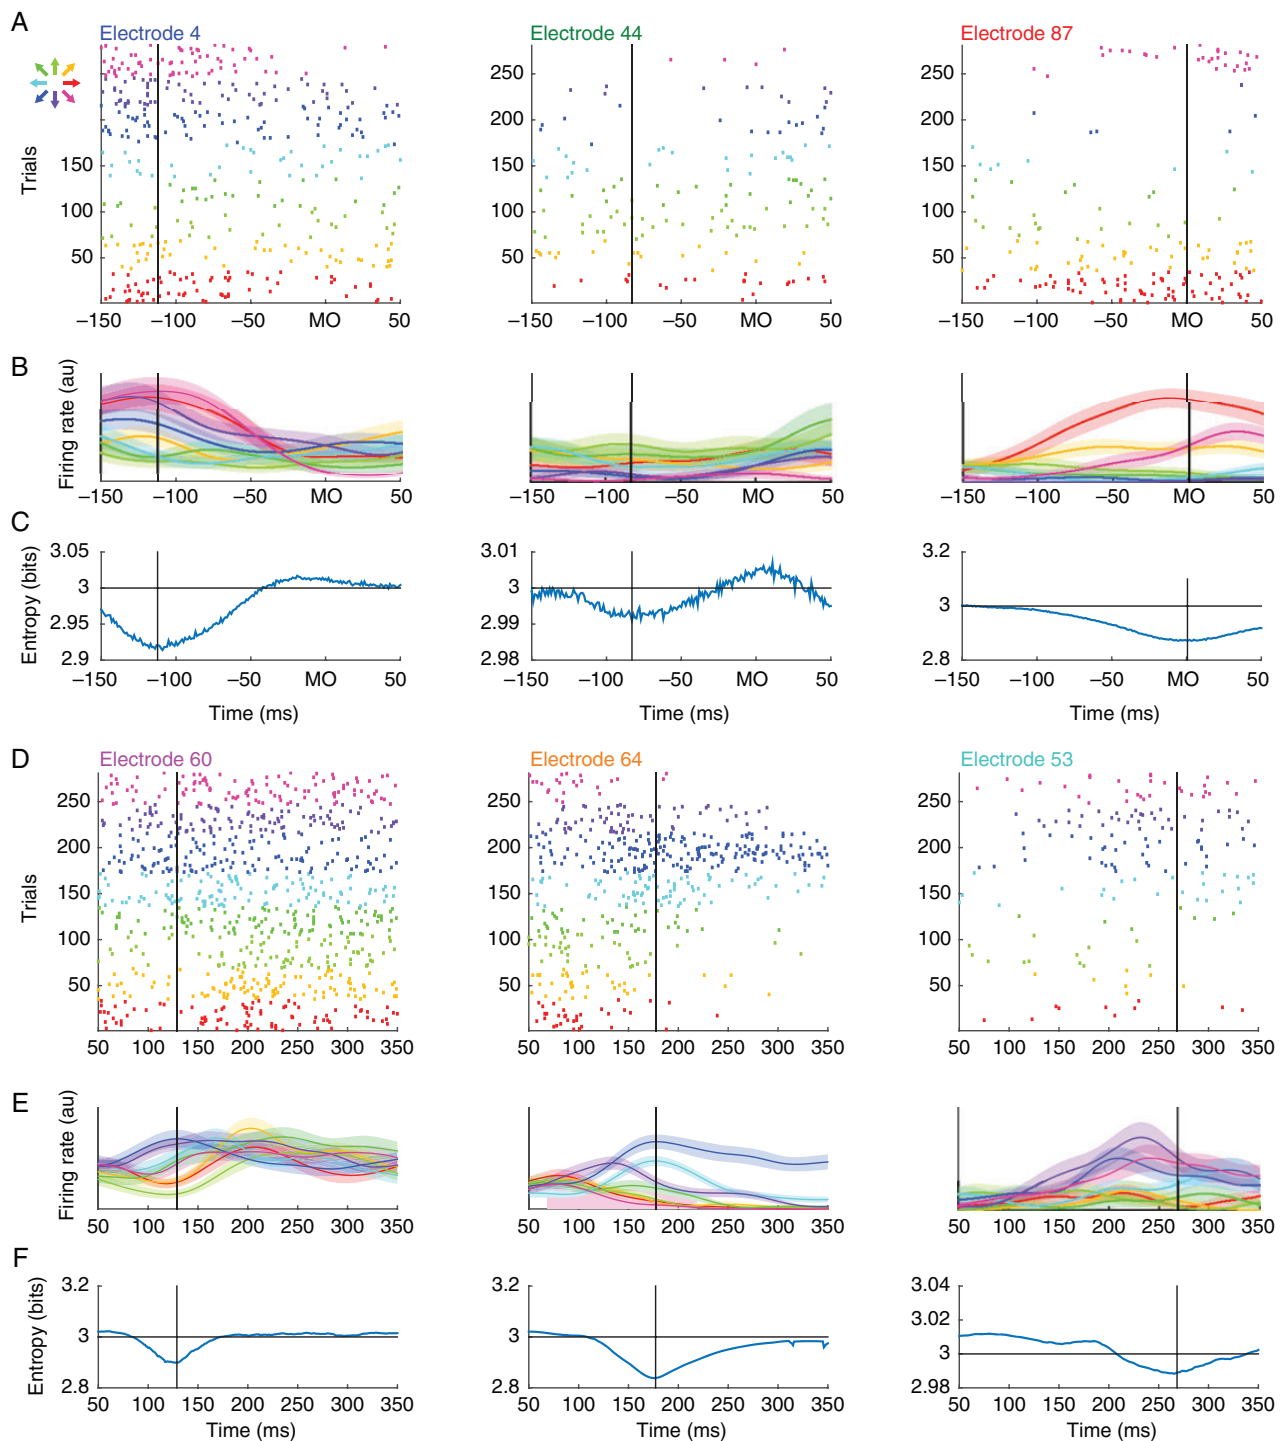 A
Electrode 4
Electrode 44
Electrode 87
Trials
150
100
50
−150
−100
−50
MO
50
250
200
150
100
50
−150
−100
−50
MO
50
250
200
150
100
50
−150
−100
−50
MO
50
B
Firing rate (au)
−150
−100
−50
MO
50
−150
−100
−50
MO
50
−150
−100
−50
MO
50
C
Entropy (bits)
3.05
3
2.95
2.9
−150
−100
−50
MO
50
Time (ms)
3.01
3
2.99
2.98
−150
−100
−50
MO
50
Time (ms)
3.2
3
2.8
−150
−100
−50
MO
50
Time (ms)
D
Electrode 60
Electrode 64
Electrode 53
Trials
250
200
150
100
50
50 100 150 200 250 300 350
250
200
150
100
50
50 100 150 200 250 300 350
250
200
150
100
50
50 100 150 200 250 300 350
E
Firing rate (au)
50 100 150 200 250 300 350
50 100 150 200 250 300 350
50 100 150 200 250 300 350
F
Entropy (bits)
3.2
3
2.8
50 100 150 200 250 300 350
Time (ms)
3.2
3
2.8
50 100 150 200 250 300 350
Time (ms)
3.04
3.02
3
2.98
50 100 150 200 250 300 350
Time (ms)